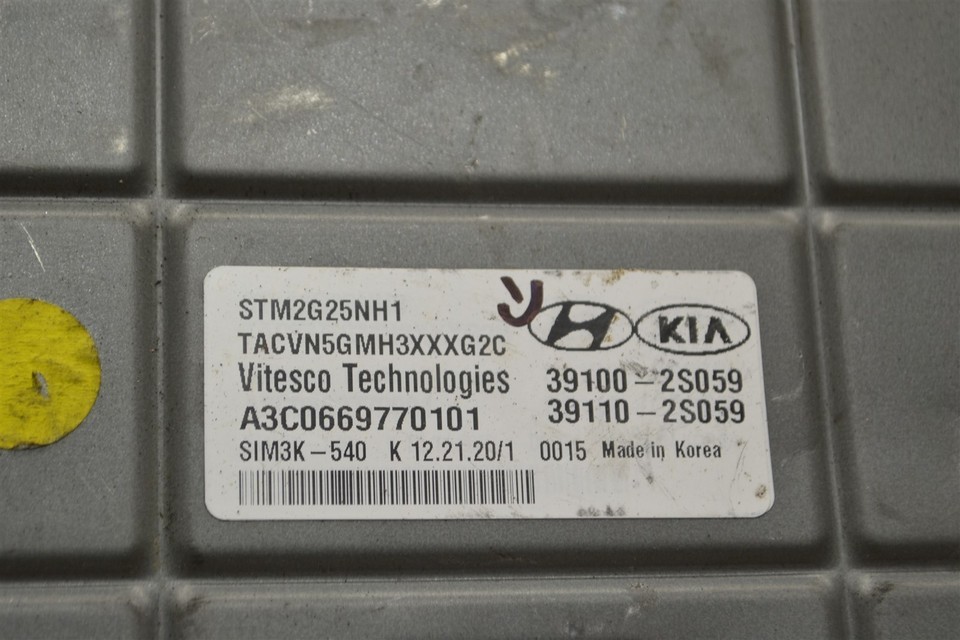 STM2G25NH1
TACVN5GMH3XXXG2C
KIA
Vitesco Technologies 39100-2S059
A3C0669770101 39110-2S059
SIM3K-540 K 12.21.20/1 0015 Made in Korea